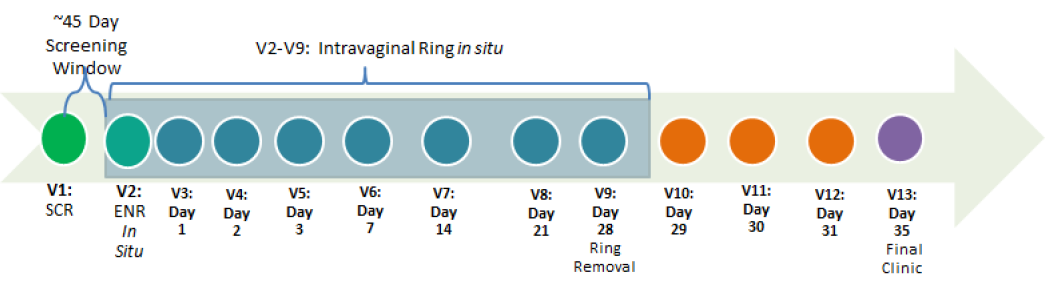 ~45 Day
Screening
Window
V2-V9: Intravaginal Ring in situ
V1:
SCR
V2:
ENR
In
Situ
V3:
Day
1
V4:
Day
2
V5:
Day
3
V6:
Day
7
V7:
Day
14
V8:
Day
21
V9:
Day
28
Ring
Removal
V10:
Day
29
V11:
Day
30
V12:
Day
31
V13:
Day
35
Final
Clinic